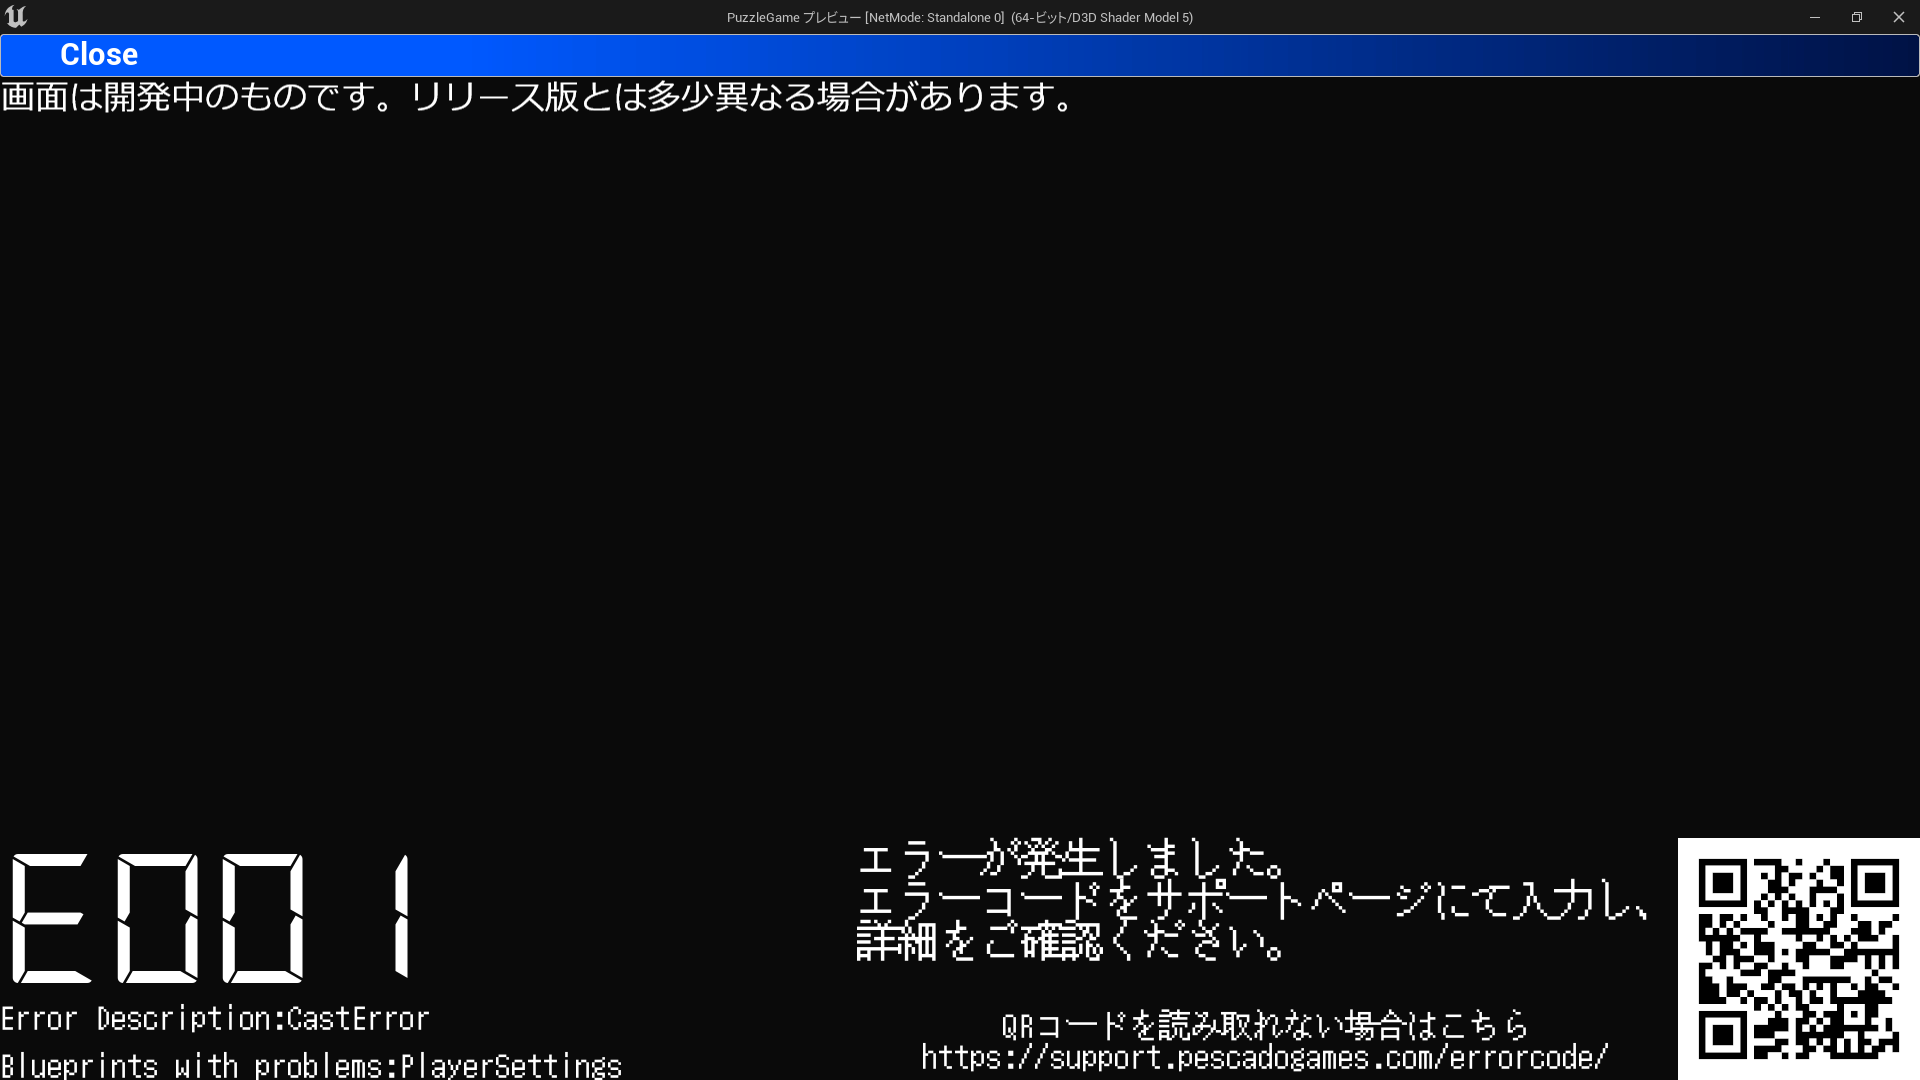 PuzzleGame プレビュー [NetMode: Standalone 0]  (64-ビット/D3D Shader Model 5)
Close
画面は開発中のものです。リリース版とは多少異なる場合があります。
E001
Error Description:CastError
Blueprints with problems:PlayerSettings
エラーが発生しました。
エラーコードをサポートページにて入力し、
詳細をご確認ください。
QRコードを読み取れない場合はこちら
https://support.pescadogames.com/errorcode/